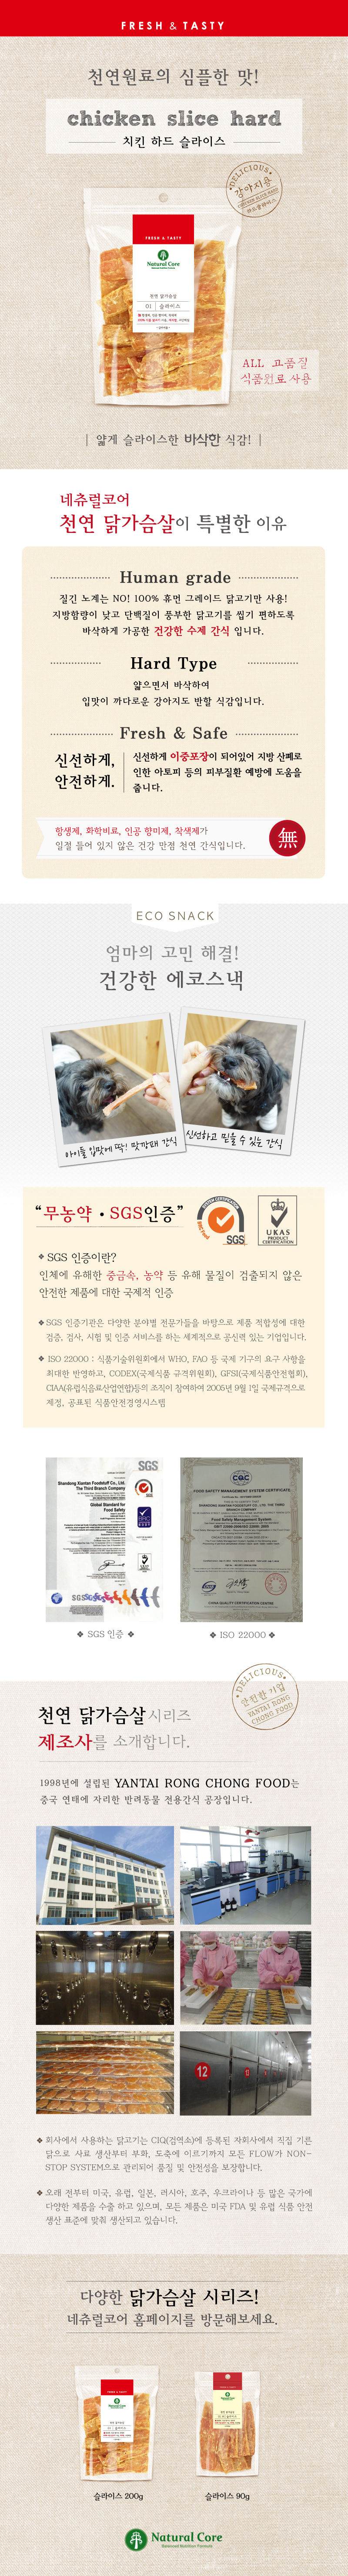 FRESH & TASTY
천연원료의 심플한 맛!
chicken slice hard
치킨 하드 슬라이스
DELICIOUS
강아지용
CHICKEN SLICE HARD
하드슬라이스
FRESH & TASTY
Natural Core
천연 닭가슴살
01 | 슬라이스
ALL 고품질
식품원료 사용
| 얇게 슬라이스한 바삭한 식감! |
네츄럴코어
천연 닭가슴살이 특별한 이유
Human grade
질긴 노계는 NO! 100% 휴먼 그레이드 닭고기만 사용!
지방함량이 낮고 단백질이 풍부한 닭고기를 씹기 편하도록
바삭하게 가공한 건강한 수제 간식 입니다.
Hard Type
얇으면서 바삭하여
입맛이 까다로운 강아지도 반할 식감입니다.
Fresh & Safe
신선하게,
안전하게.
신선하게 이중포장이 되어있어 지방 산폐로
인한 아토피 등의 피부질환 예방에 도움을
줍니다.
항생제, 화학비료, 인공 향미제, 착색제가
일절 들어 있지 않은 건강 만점 천연 간식입니다.
無
ECO SNACK
엄마의 고민 해결!
건강한 에코스낵
아이들 입맛에 딱! 맛깡패 간식
신선하고 믿을 수 있는 간식
“무농약 • SGS인증”
SGS
UKAS
PRODUCT
CERTIFICATION
❖ SGS 인증이란?
인체에 유해한 중금속, 농약 등 유해 물질이 검출되지 않은
안전한 제품에 대한 국제적 인증
❖ SGS 인증기관은 다양한 분야별 전문가들을 바탕으로 제품 적합성에 대한
검증, 검사, 시험 및 인증 서비스를 하는 세계적으로 공신력 있는 기업입니다.
❖ ISO 22000 : 식품기술위원회에서 WHO, FAO 등 국제 기구의 요구 사항을
최대한 반영하고, CODEX(국제식품 규격위원회), GFSI(국제식품안전협회),
CIAA(유럽식음료산업연합)등의 조직이 참여하여 2005년 9월 1일 국제규격으로
제정, 공표된 식품안전경영시스템
SGS
Shandong Xiantan Foodstuff Co., Ltd.
The Third Branch Company
Global Standard for
Food Safety
CQC
FOOD SAFETY MANAGEMENT SYSTEM CERTIFICATE
Food Safety Management System
CHINA QUALITY CERTIFICATION CENTRE
❖ SGS 인증 ❖
❖ ISO 22000 ❖
DELICIOUS
안전한 기업
YANTAI RONG
CHONG FOOD
천연 닭가슴살 시리즈
제조사를 소개합니다.
1998년에 설립된 YANTAI RONG CHONG FOOD는
중국 연태에 자리한 반려동물 전용간식 공장입니다.
12
❖ 회사에서 사용하는 닭고기는 CIQ(검역소)에 등록된 자회사에서 직접 기른
닭으로 사료 생산부터 부화, 도축에 이르기까지 모든 FLOW가 NON-
STOP SYSTEM으로 관리되어 품질 및 안전성을 보장합니다.
❖ 오래 전부터 미국, 유럽, 일본, 러시아, 호주, 우크라이나 등 많은 국가에
다양한 제품을 수출 하고 있으며, 모든 제품은 미국 FDA 및 유럽 식품 안전
생산 표준에 맞춰 생산되고 있습니다.
다양한 닭가슴살 시리즈!
네츄럴코어 홈페이지를 방문해보세요.
FRESH & TASTY
Natural Core
Natural Core
슬라이스 200g
슬라이스 90g
Natural Core
Balanced Nutrition Formula